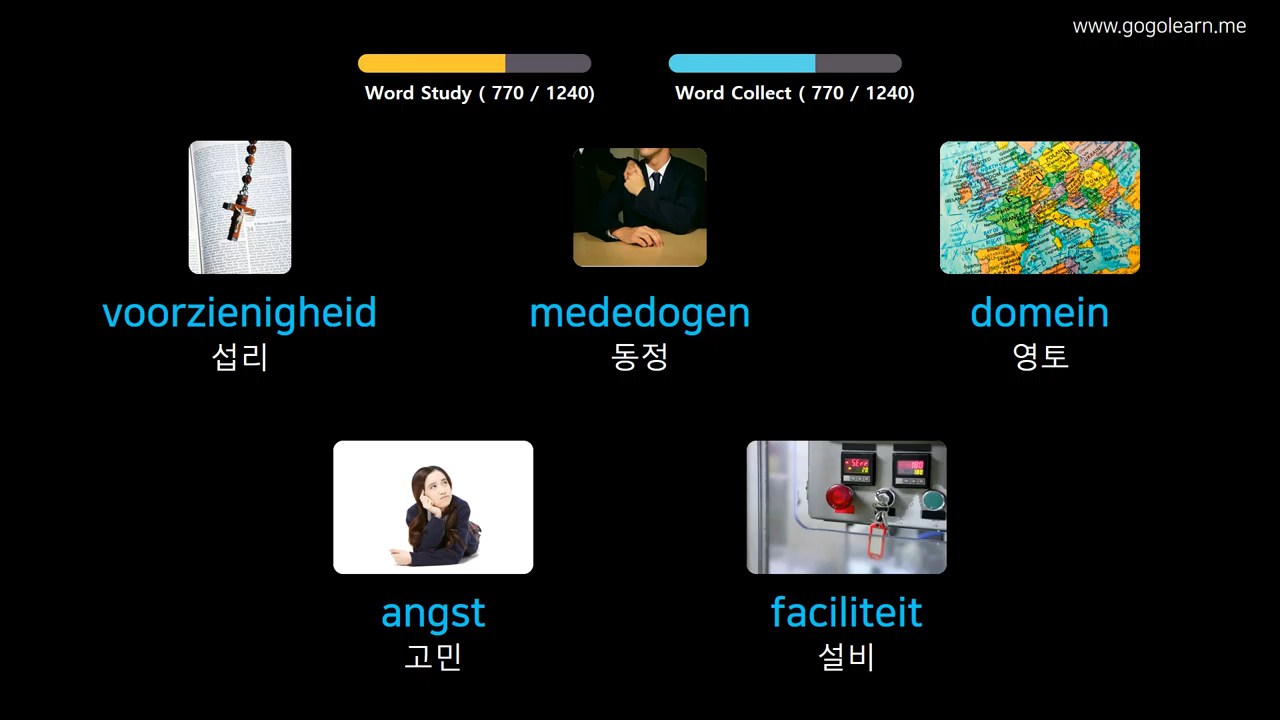 www.gogolearn.me
Word Study ( 770 / 1240)
Word Collect ( 770 / 1240)
voorzienigheid
섭리
mededogen
동정
domein
영토
angst
고민
faciliteit
설비